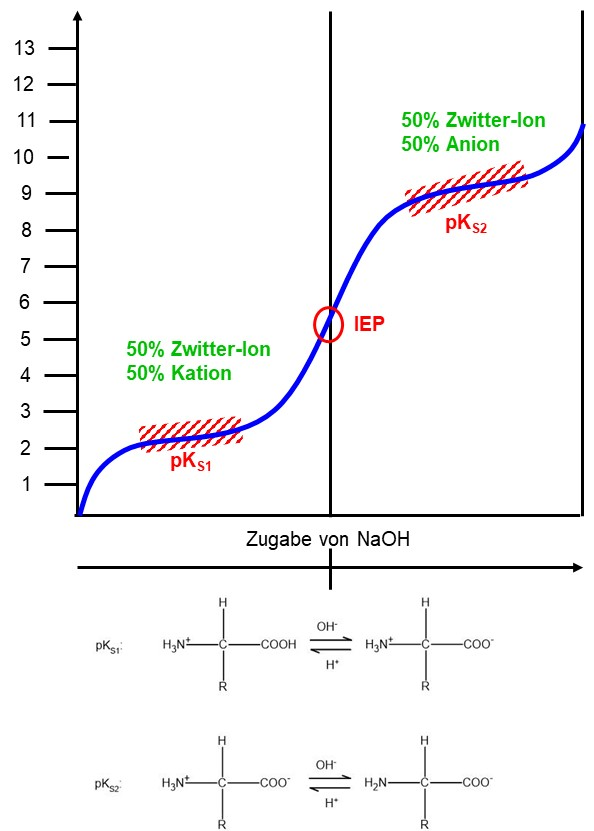 13
12
11
10
9
8
7
6
5
4
3
2
1
50% Zwitter-Ion
50% Anion
pKS2
IEP
50% Zwitter-Ion
50% Kation
pKS1
Zugabe von NaOH
pKS1: H3N+ C COOH H R OH- H+ H3N+ C COO- H R
pKS2: H3N+ C COO- H R OH- H+ H2N C COO- H R